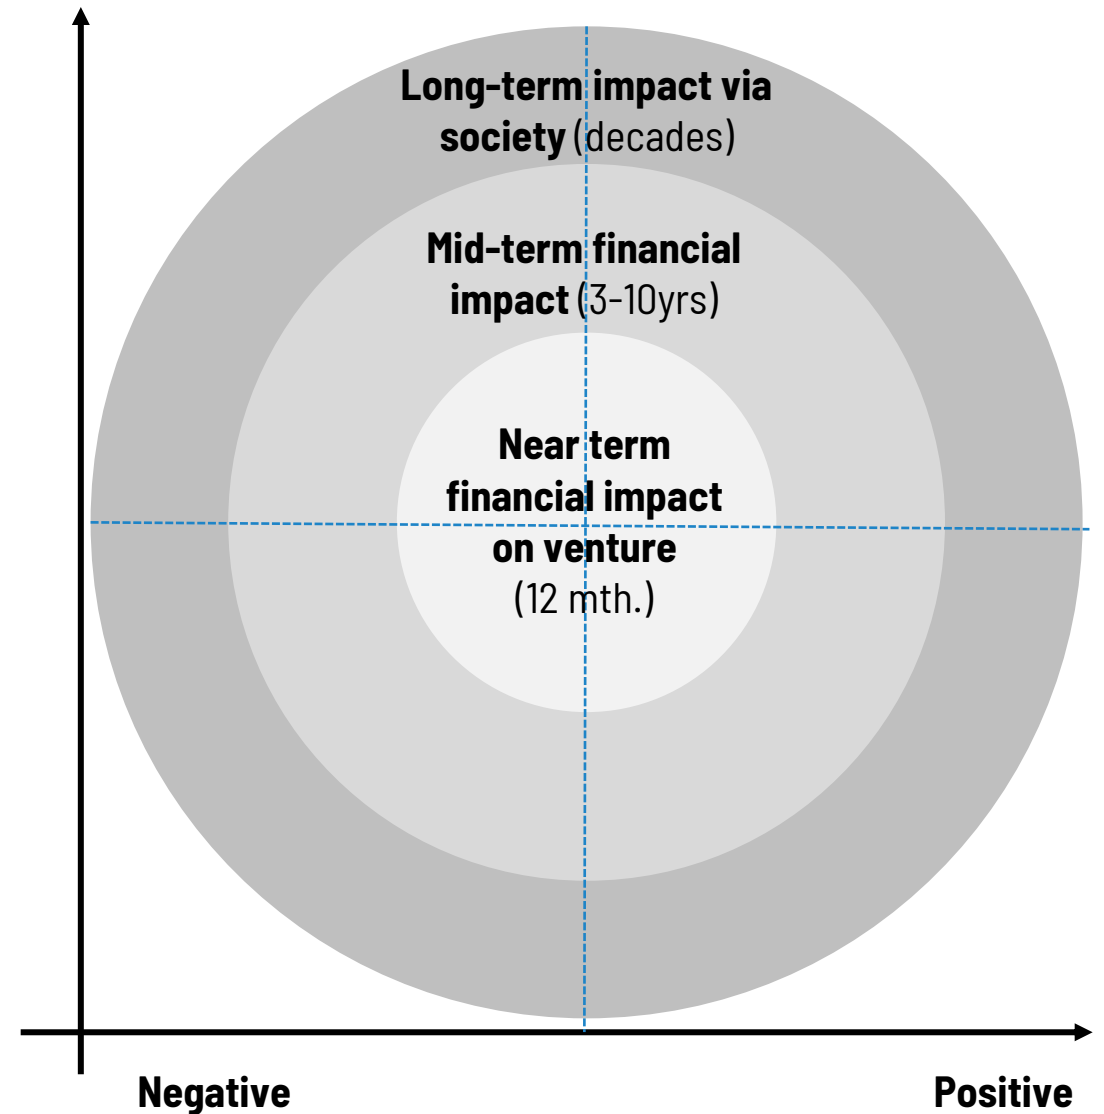 Long-term impact via
society (decades)
Mid-term financial
impact (3-10yrs)
Near term
financial impact
on venture
(12 mth.)
Negative
Positive